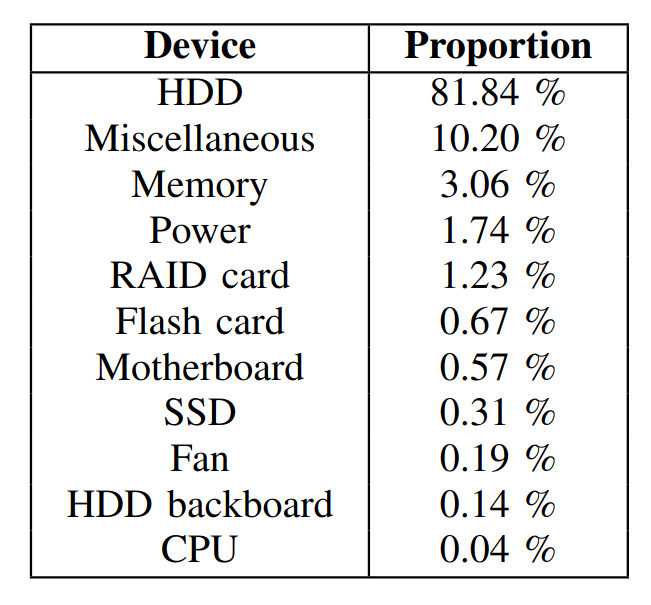 Device Proportion
HDD 81.84 %
Miscellaneous 10.20 %
Memory 3.06 %
Power 1.74 %
RAID card 1.23 %
Flash card 0.67 %
Motherboard 0.57 %
SSD 0.31 %
Fan 0.19 %
HDD backboard 0.14 %
CPU 0.04 %